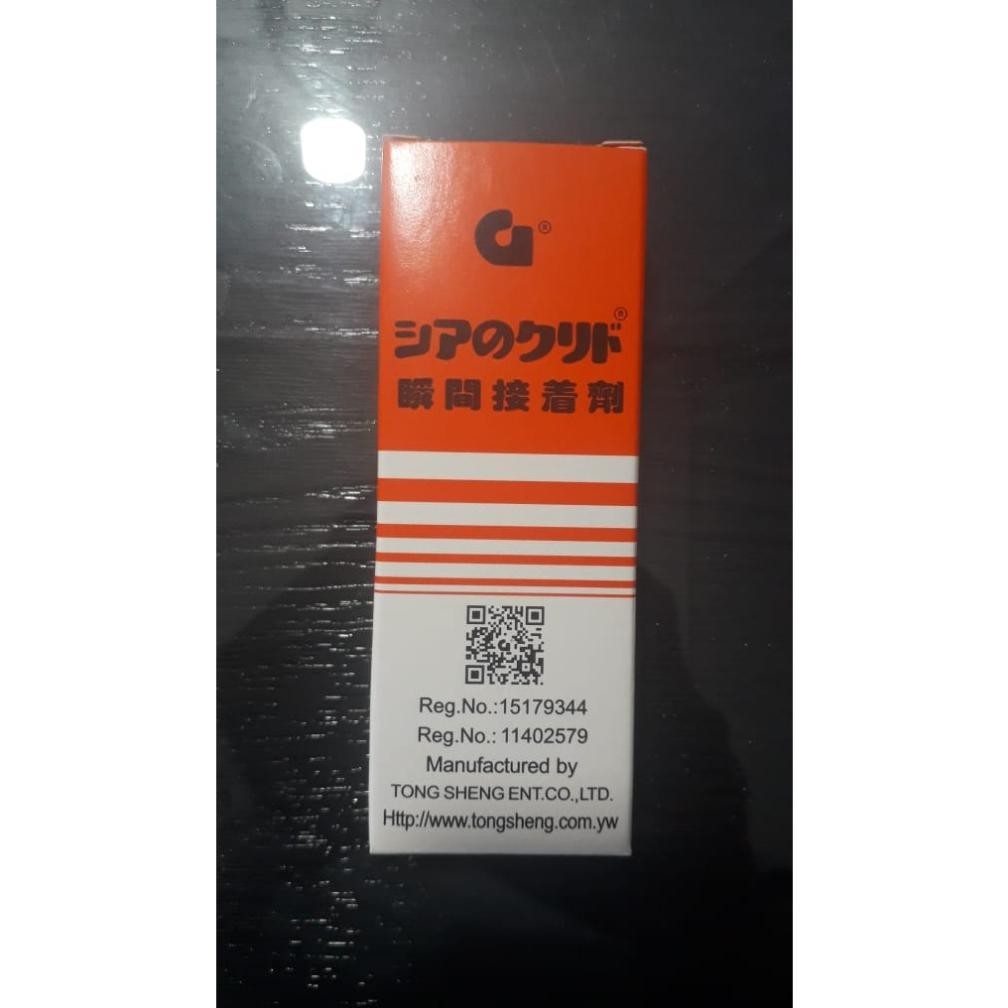 ®
シアのクリド®
瞬間接着劑
Reg.No.:15179344
Reg.No.: 11402579
Manufactured by
TONG SHENG ENT.CO.,LTD.
Http://www.tongsheng.com.yw